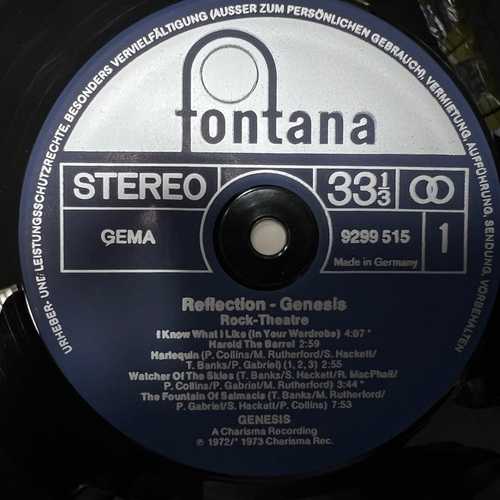 URHEBER- UND LEISTUNGSSCHUTZRECHTE, BESONDERS VERVIELFÄLTIGUNG (AUSSER ZUM PERSÖNLICHEN GEBRAUCH), VERMIETUNG, AUFFÜHRUNG, SENDUNG, VORBEHALTEN
fontana
STEREO
33 1/3
GEMA
9299 515
1
Made in Germany
Reflection - Genesis
Rock-Theatre
I Know What I Like (In Your Wardrobe) 4:07*
Harold The Barrel 2:59
Harlequin (P. Collins/M. Rutherford/S. Hackett/
T. Banks/P. Gabriel) (1, 2, 3) 2:55
Watcher Of The Skies (T. Banks/S. Hackett/R. MacPhail/
P. Collins/P. Gabriel/M. Rutherford) 3:44*
The Fountain Of Salmacis (T. Banks/M. Rutherford/
P. Gabriel/S. Hackett/P. Collins) 7:53
GENESIS
A Charisma Recording
℗ 1972/* 1973 Charisma Rec.